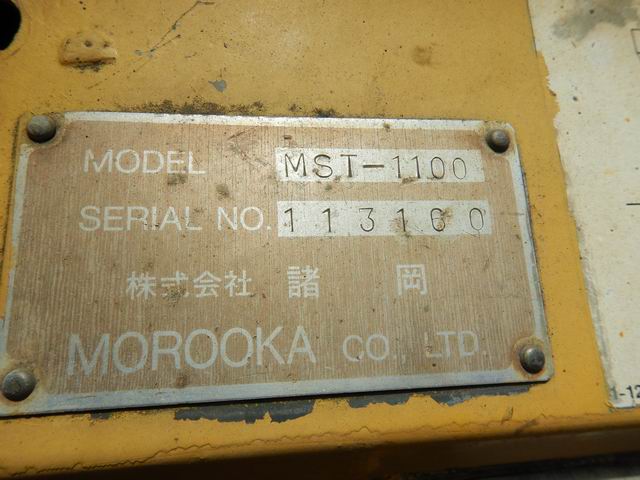 MODEL MST-1100
SERIAL NO. 113160
株式会社 諸岡
MOROOKA CO., LTD.